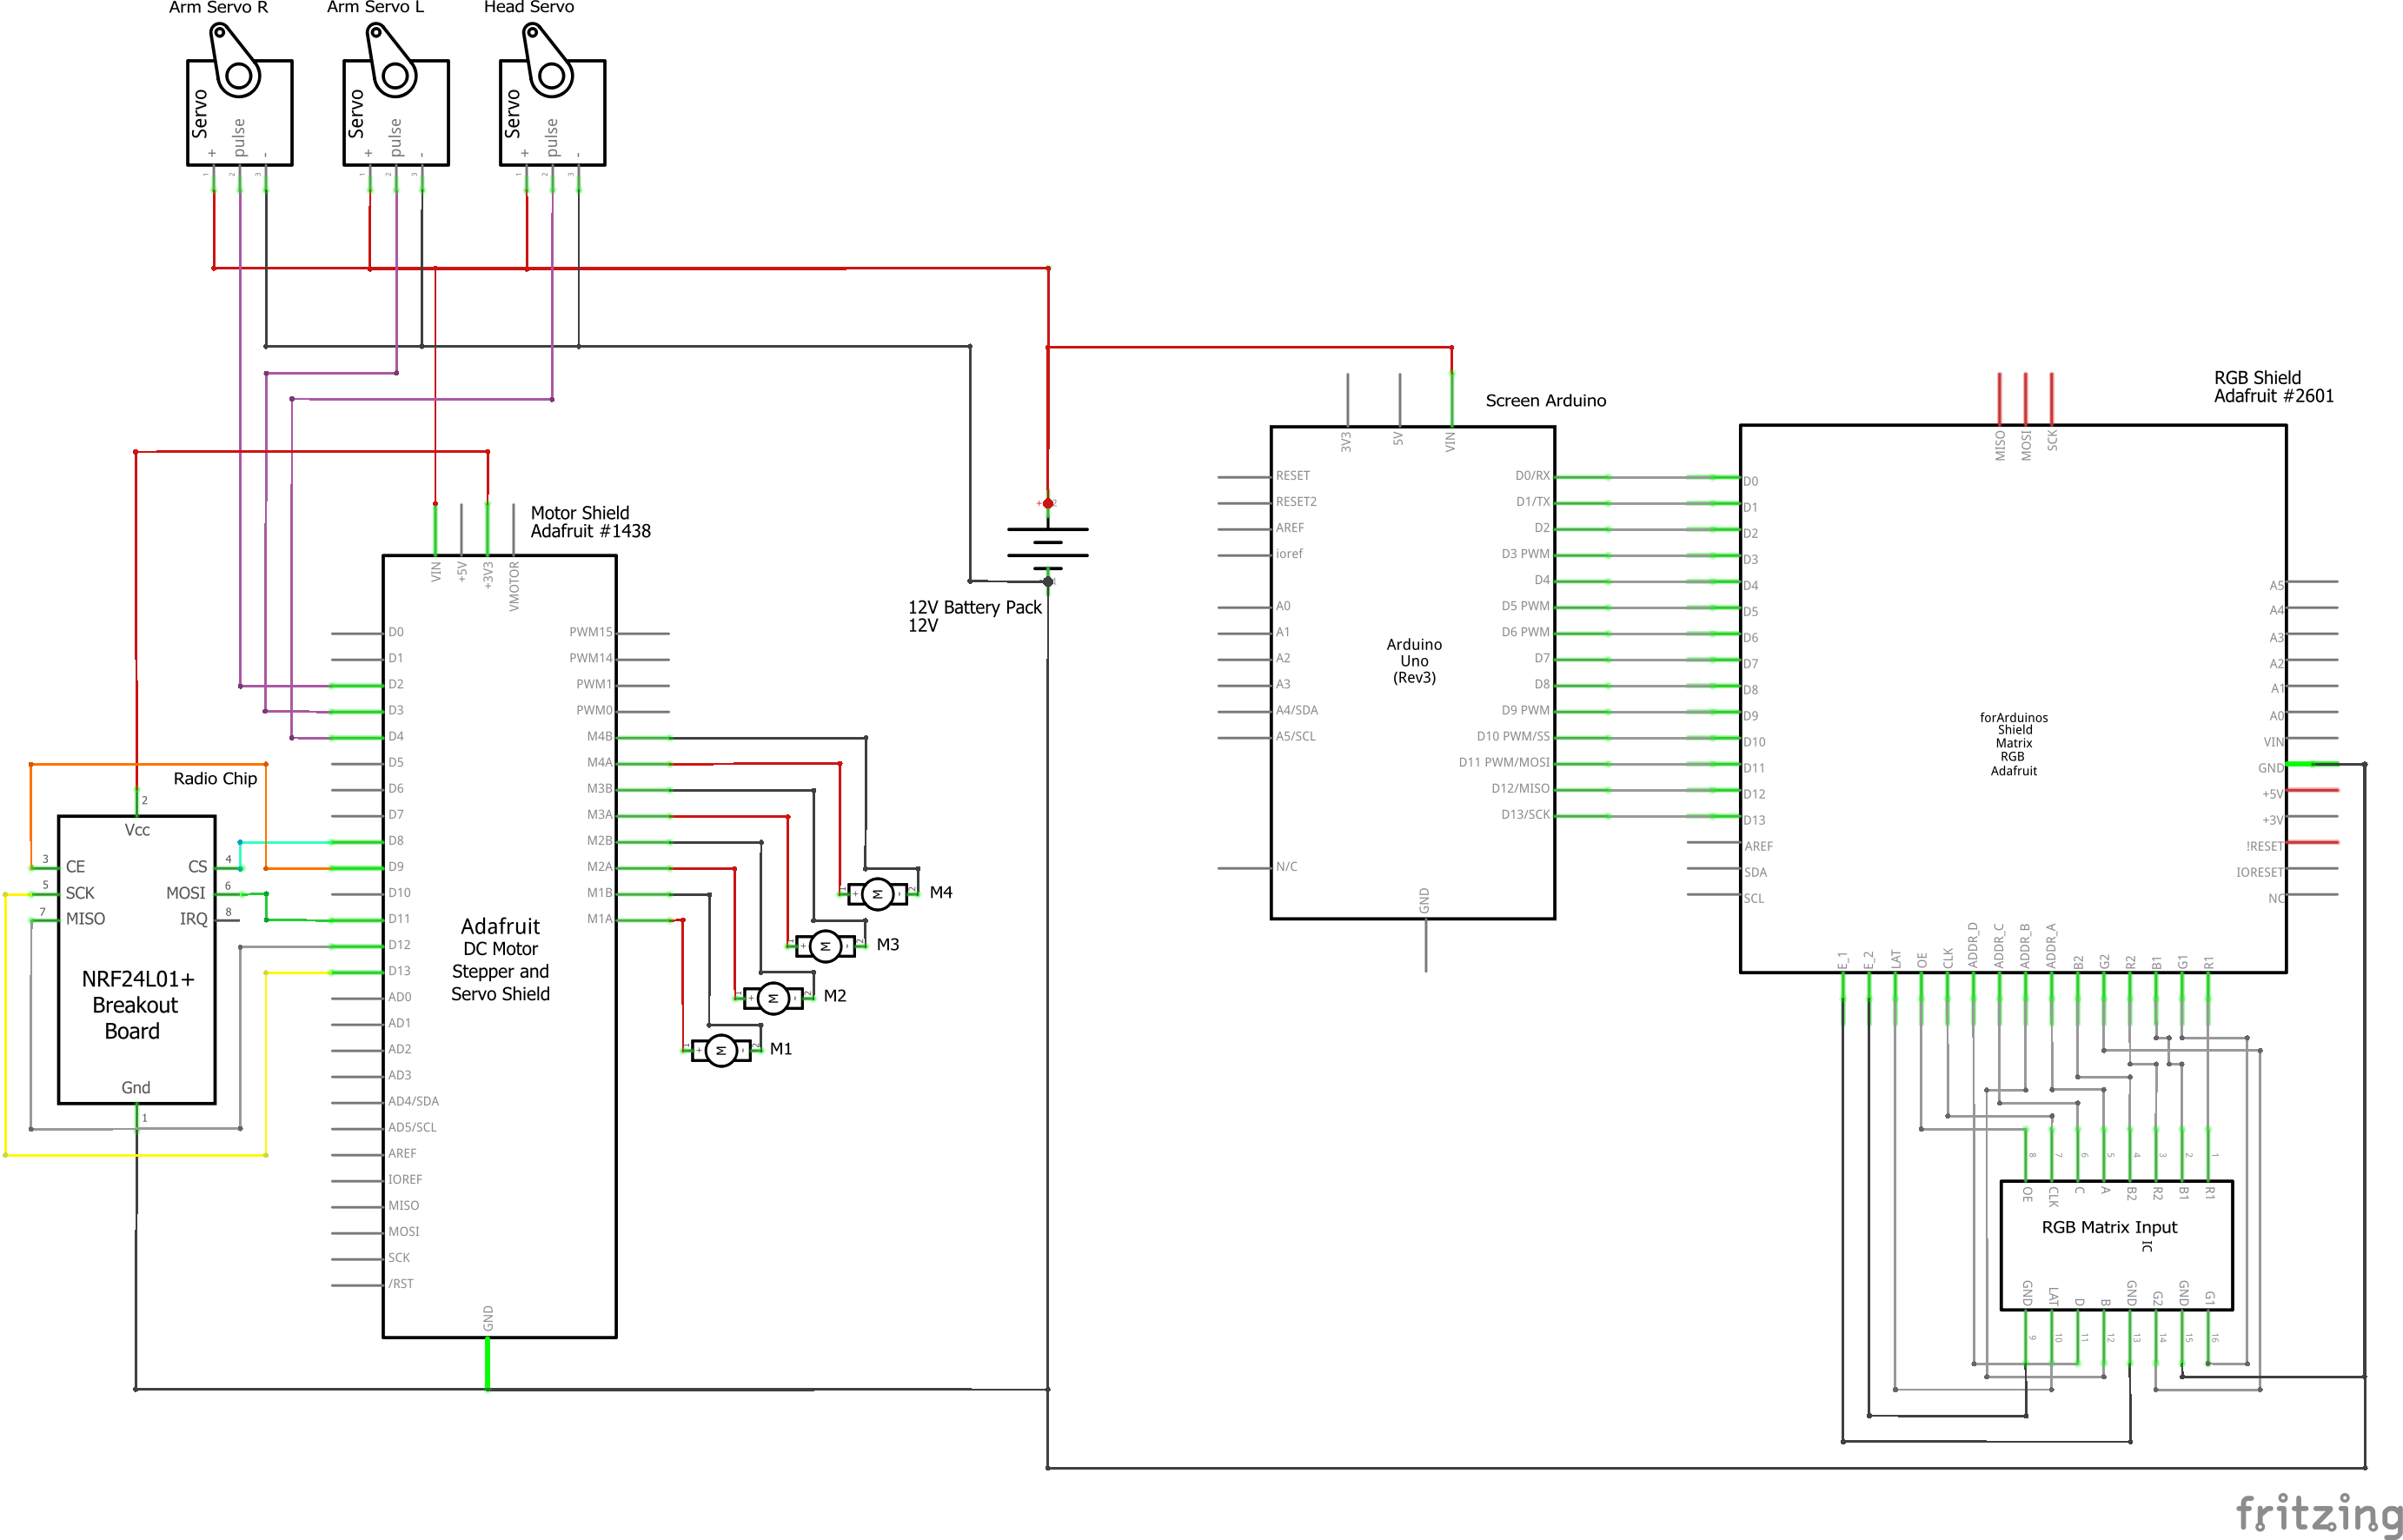 Arm Servo R
Arm Servo L
Head Servo
Servo
+
pulse
-
1
2
3
Servo
+
pulse
-
1
2
3
Servo
+
pulse
-
1
2
3
Motor Shield
Adafruit #1438
VIN
+5V
+3V3
VMOTOR
D0
D1
D2
D3
D4
D5
D6
D7
D8
D9
D10
D11
D12
D13
AD0
AD1
AD2
AD3
AD4/SDA
AD5/SCL
AREF
IOREF
MISO
MOSI
SCK
/RST
PWM15
PWM14
PWM1
PWM0
M4B
M4A
M3B
M3A
M2B
M2A
M1B
M1A
Adafruit
DC Motor
Stepper and
Servo Shield
GND
Radio Chip
2
Vcc
3
CE
5
SCK
7
MISO
CS
4
MOSI
6
IRQ
8
NRF24L01+
Breakout
Board
Gnd
1
1
+
M
-
2
M4
1
+
M
-
2
M3
1
+
M
-
2
M2
1
+
M
-
2
M1
+
2
12V Battery Pack
12V
Screen Arduino
3V3
5V
VIN
RESET
RESET2
AREF
ioref
A0
A1
A2
A3
A4/SDA
A5/SCL
N/C
Arduino
Uno
(Rev3)
D0/RX
D1/TX
D2
D3 PWM
D4
D5 PWM
D6 PWM
D7
D8
D9 PWM
D10 PWM/SS
D11 PWM/MOSI
D12/MISO
D13/SCK
GND
RGB Shield
Adafruit #2601
MISO
MOSI
SCK
D0
D1
D2
D3
D4
D5
D6
D7
D8
D9
D10
D11
D12
D13
AREF
SDA
SCL
forArduinos
Shield
Matrix
RGB
Adafruit
A5
A4
A3
A2
A1
A0
VIN
GND
+5V
+3V
!RESET
IORESET
NC
E_1
E_2
LAT
OE
CLK
ADDR_D
ADDR_C
ADDR_B
ADDR_A
B2
G2
R2
B1
G1
R1
8
7
6
5
4
3
2
1
OE
CLK
C
A
B2
R2
B1
R1
RGB Matrix Input
IC
GND
LAT
D
B
GND
G2
GND
G1
9
10
11
12
13
14
15
16
fritzing